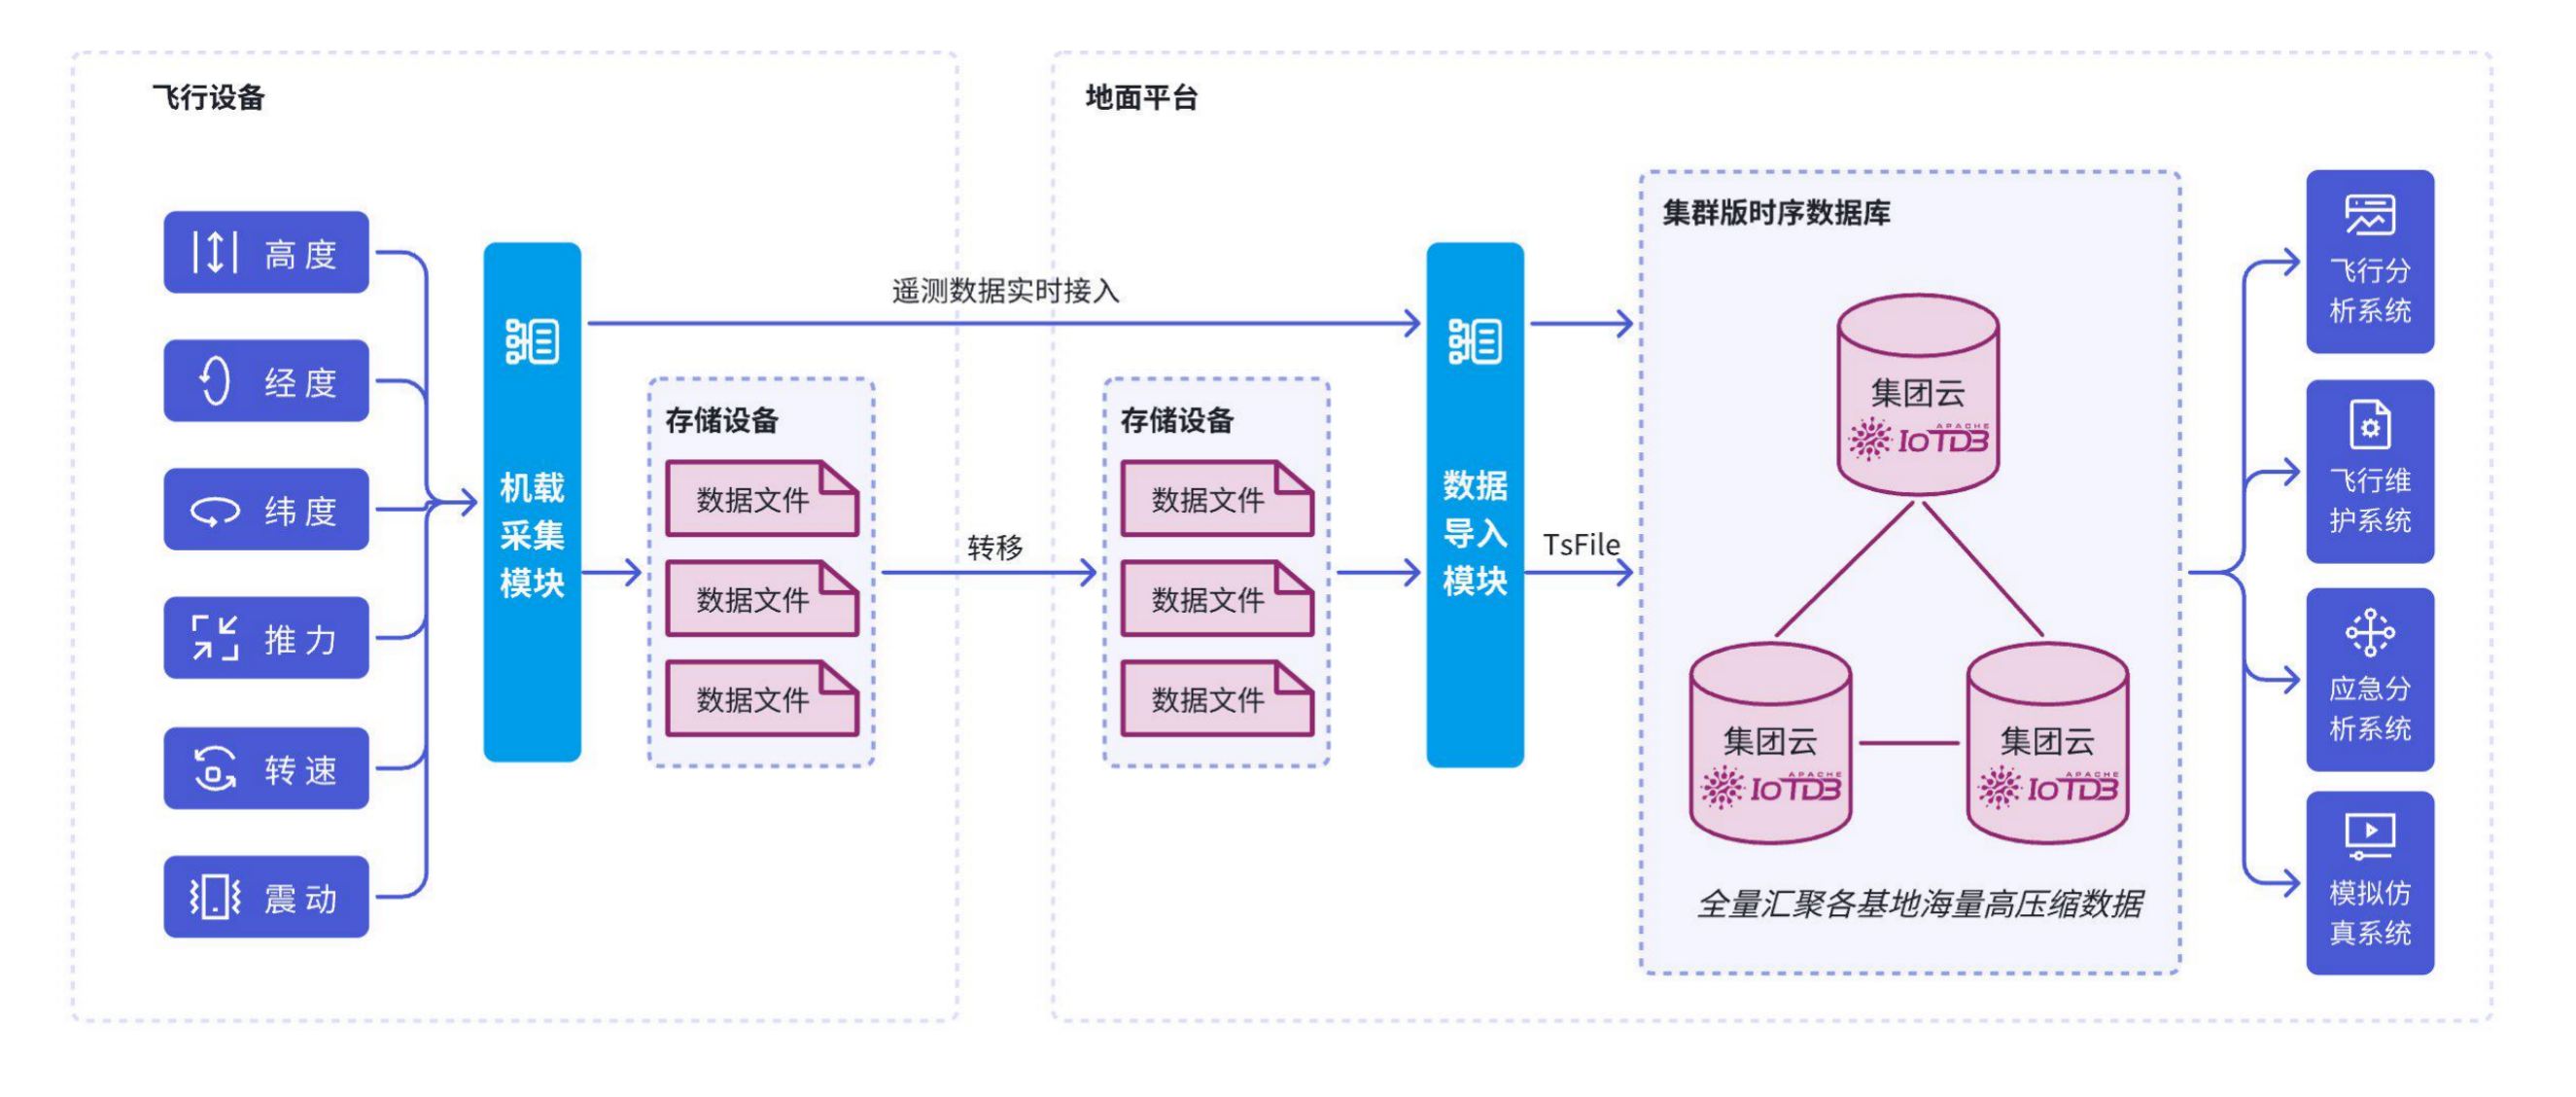 飞行设备
高度
经度
纬度
推力
转速
震动
机载
采集
模块
遥测数据实时接入
存储设备
数据文件
数据文件
数据文件
转移
地面平台
存储设备
数据文件
数据文件
数据文件
数据
导入
模块
TsFile
集群版时序数据库
集团云
APACHE
IoTDB
集团云
APACHE
IoTDB
集团云
APACHE
IoTDB
全量汇聚各基地海量高压缩数据
飞行分
析系统
飞行维
护系统
应急分
析系统
模拟仿
真系统